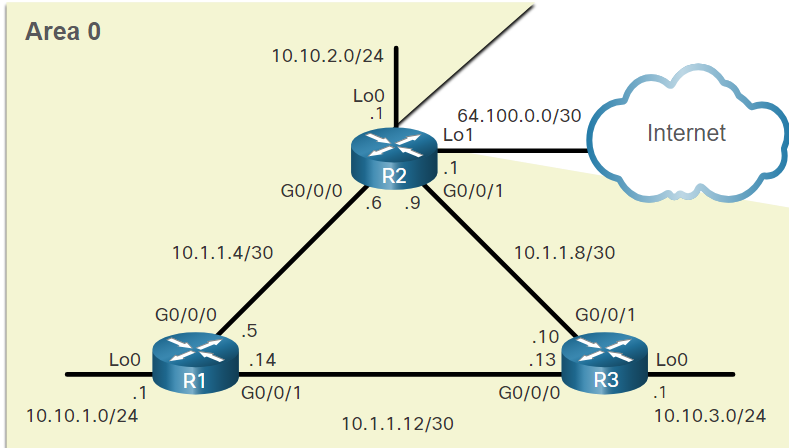 Area 0
10.10.2.0/24
Lo0
.1
64.100.0.0/30
Lo1
Internet
.1
R2
G0/0/0
G0/0/1
.6
.9
10.1.1.4/30
10.1.1.8/30
G0/0/0
G0/0/1
.5
.10
Lo0
.14
.13
Lo0
R1
R3
.1
G0/0/1
G0/0/0
.1
10.10.1.0/24
10.1.1.12/30
10.10.3.0/24